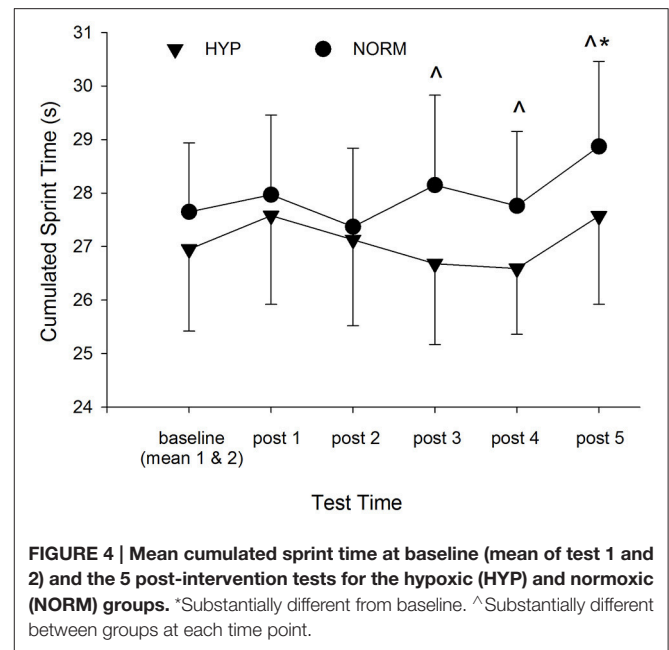 HYP NORM
^
^
^*
31
30
29
28
27
26
25
24
Cumulated Sprint Time (s)
baseline
(mean 1 & 2)
post 1
post 2
post 3
post 4
post 5
Test Time
FIGURE 4 | Mean cumulated sprint time at baseline (mean of test 1 and
2) and the 5 post-intervention tests for the hypoxic (HYP) and normoxic
(NORM) groups. *Substantially different from baseline. ^Substantially different
between groups at each time point.